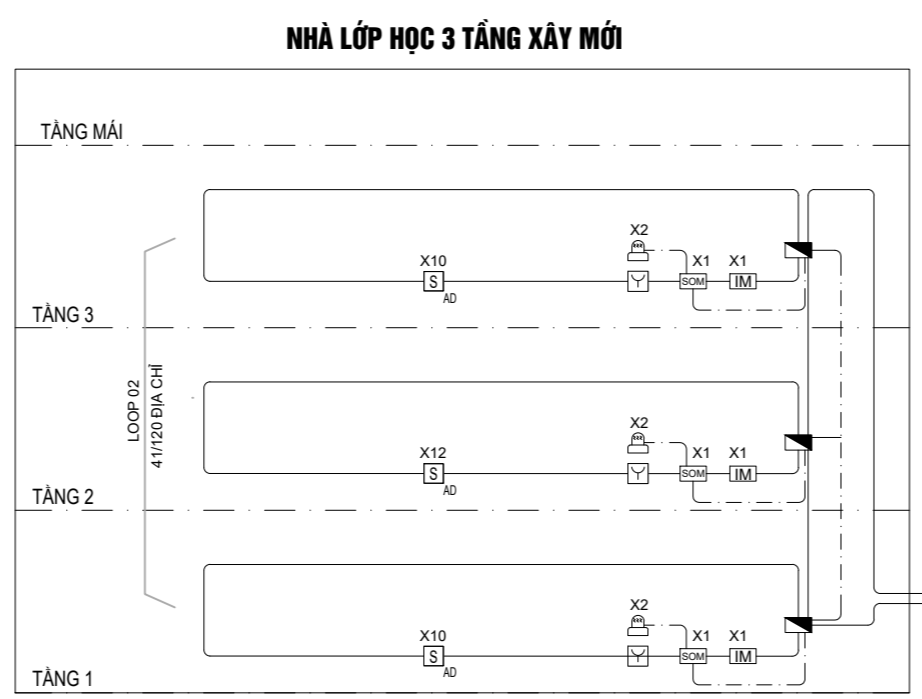 NHÀ LỚP HỌC 3 TẦNG XÂY MỚI
TẦNG MÁI
X2
X10
X1
X1
S
SOM
IM
AD
TẦNG 3
LOOP 02
41/120 ĐỊA CHỈ
X2
X12
X1
X1
S
SOM
IM
AD
TẦNG 2
X2
X10
X1
X1
S
SOM
IM
AD
TẦNG 1